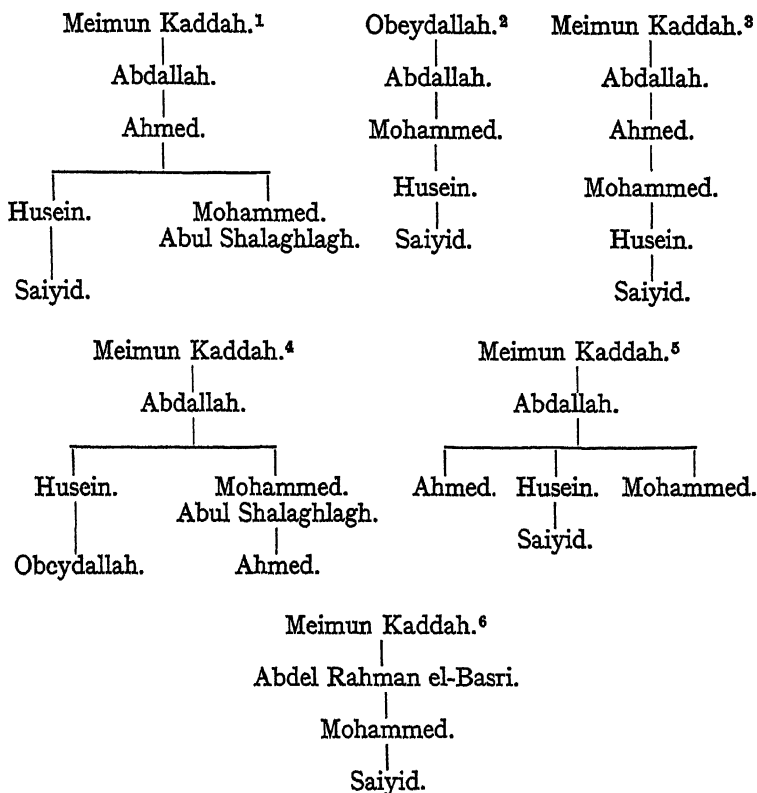 Meimun Kaddah.¹ Obeydallah.² Meimun Kaddah.³
Abdallah. Abdallah. Abdallah.
Ahmed. Mohammed. Ahmed.
Husein. Mohammed. Husein. Mohammed.
Abul Shalaghlagh. Saiyid. Husein.
Saiyid. Saiyid.
Meimun Kaddah.⁴ Meimun Kaddah.⁵
Abdallah. Abdallah.
Husein. Mohammed. Ahmed. Husein. Mohammed.
Abul Shalaghlagh. Saiyid.
Obeydallah. Ahmed.
Meimun Kaddah.⁶
Abdel Rahman el-Basri.
Mohammed.
Saiyid.